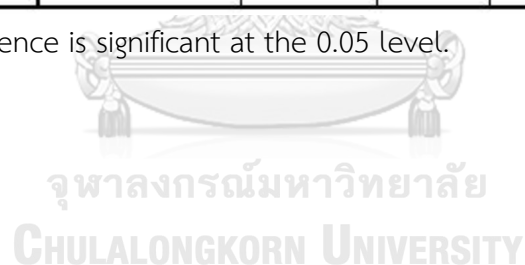 ence is significant at the 0.05 level.
จุฬาลงกรณ์มหาวิทยาลัย
CHULALONGKORN UNIVERSITY